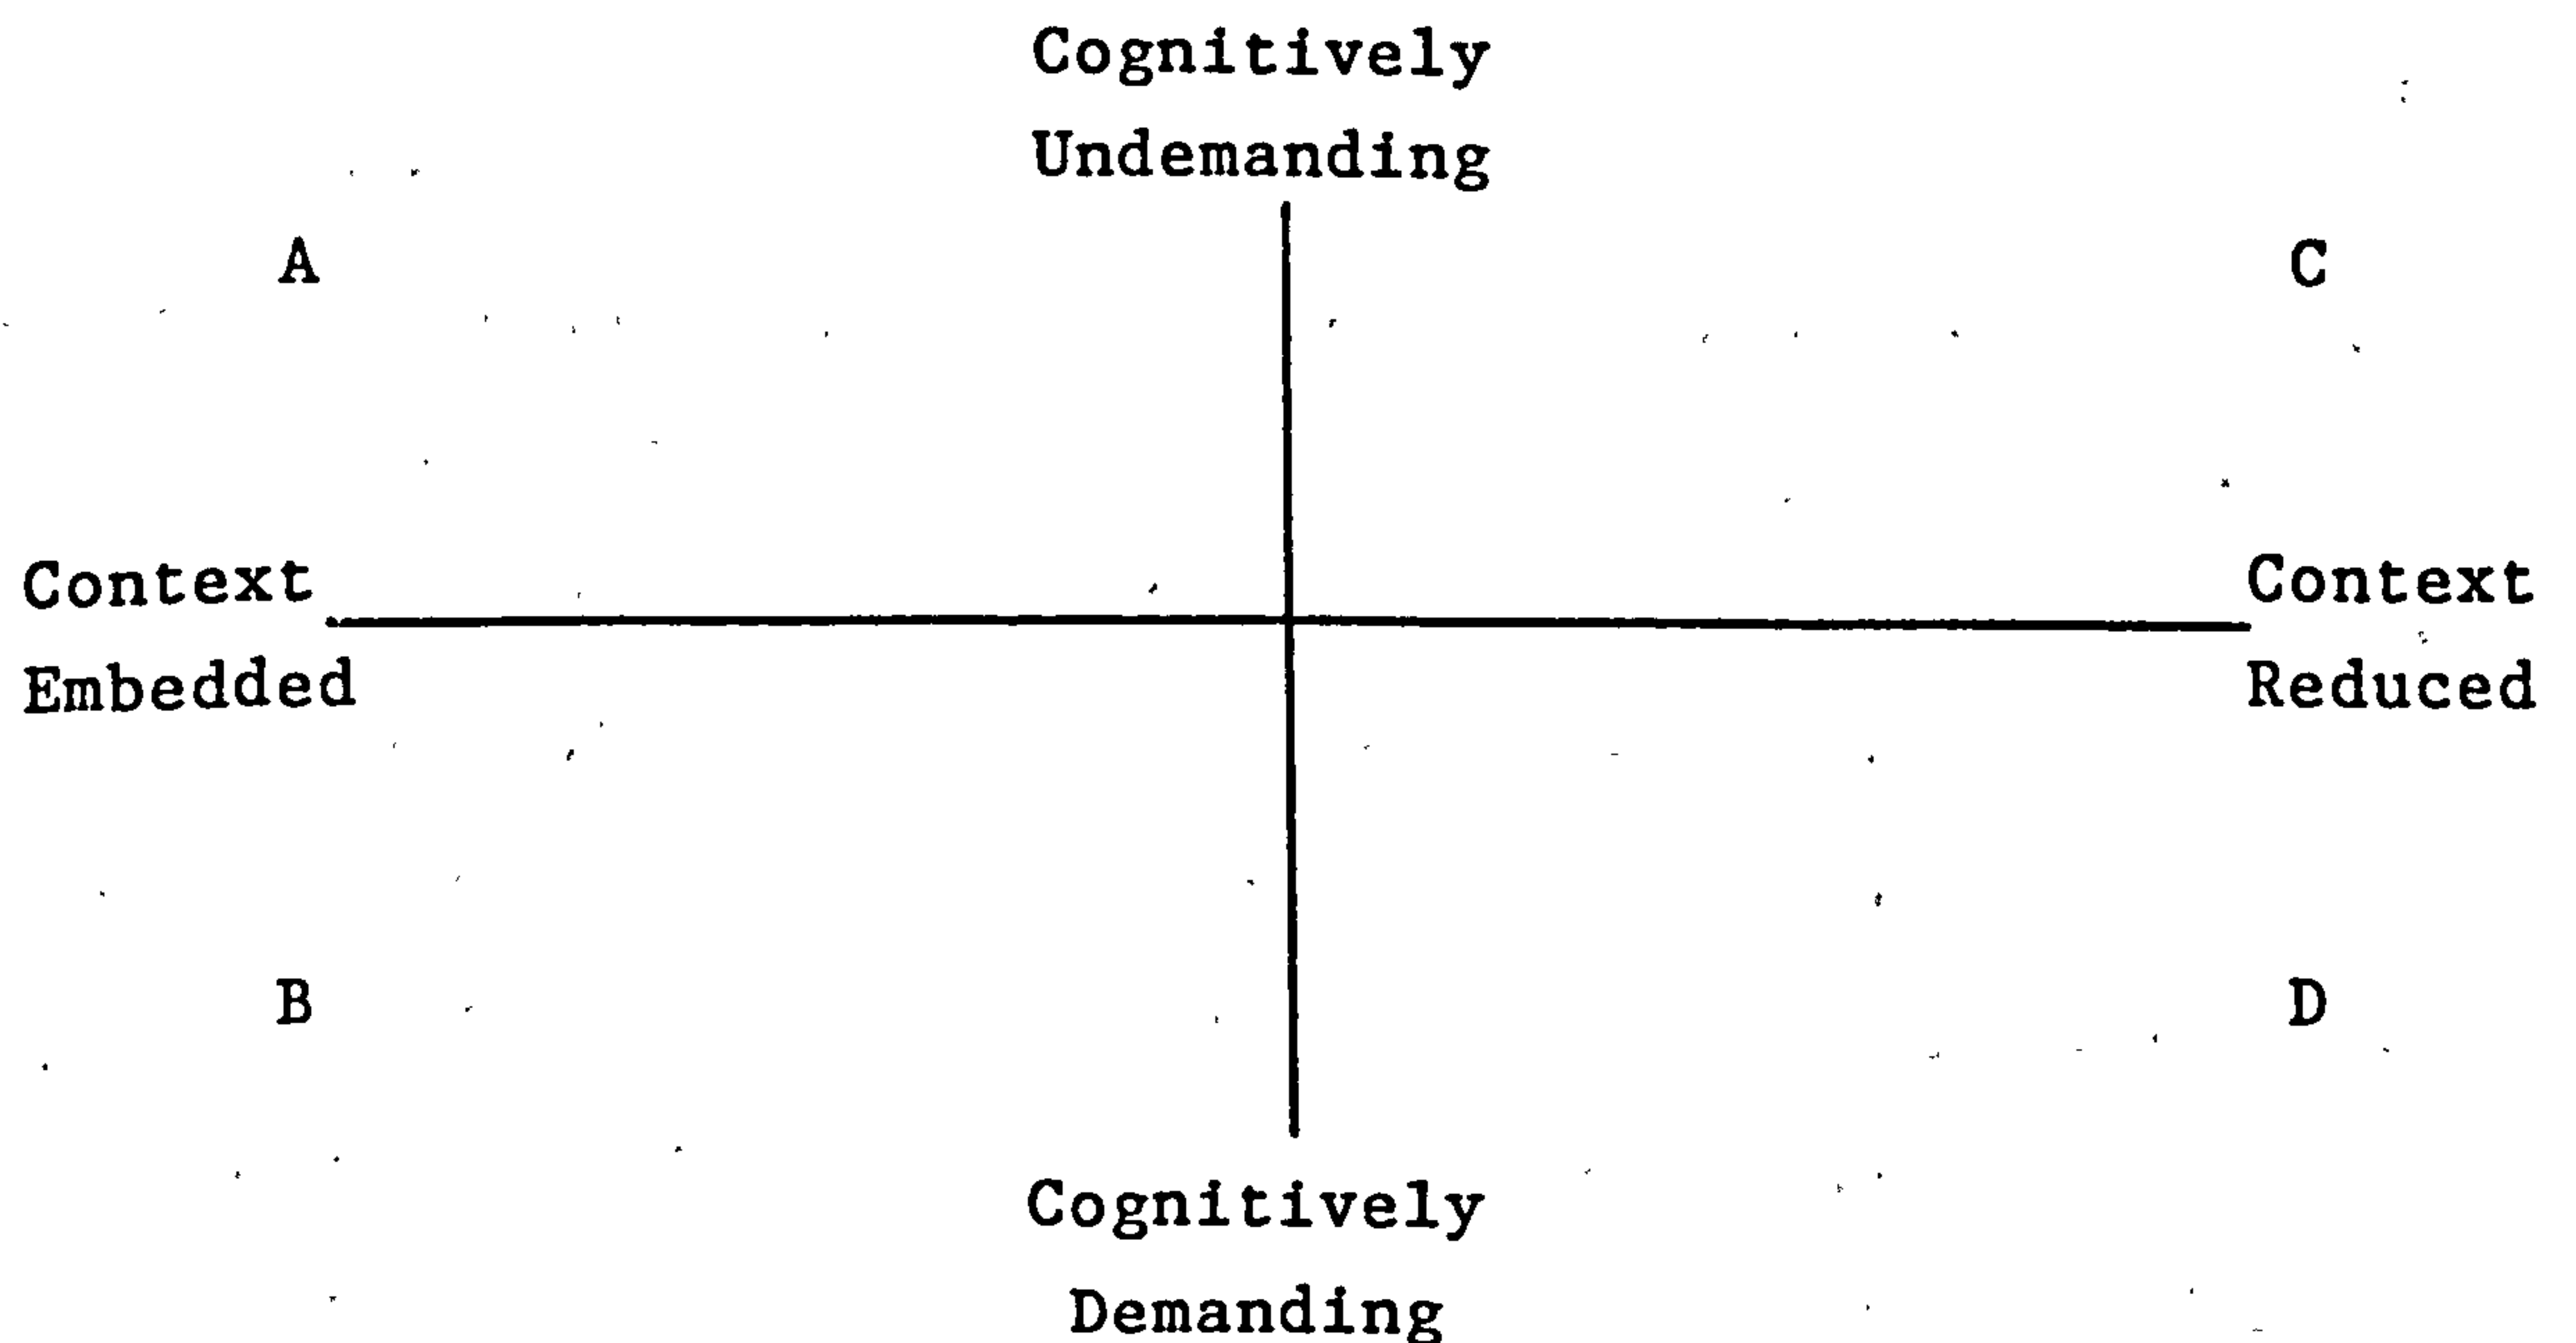 Cognitively
Undemanding
A C
Context Context
Embedded Reduced
B D
Cognitively
Demanding